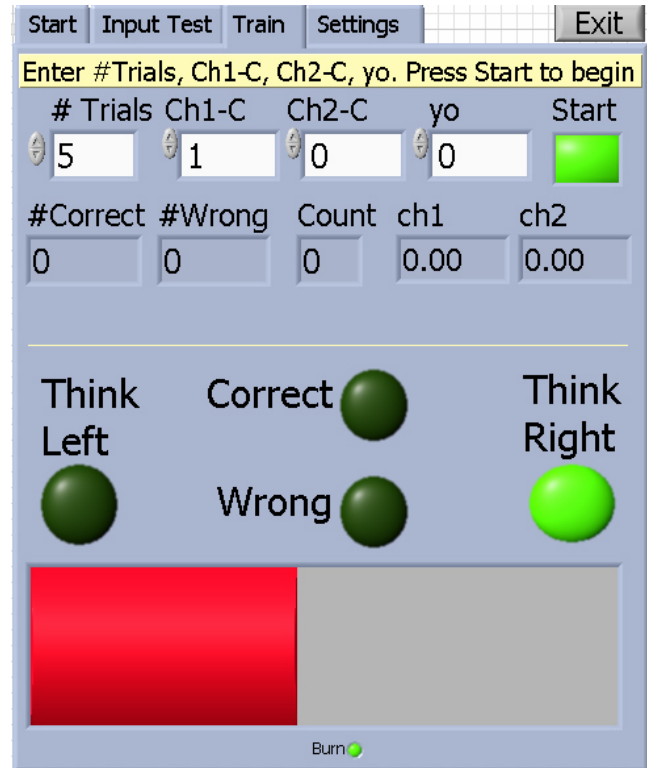 Start Input Test Train Settings Exit
Enter #Trials, Ch1-C, Ch2-C, yo. Press Start to begin
# Trials Ch1-C Ch2-C yo Start
5 1 0 0
#Correct #Wrong Count ch1 ch2
0 0 0 0.00 0.00
Think Left
Correct
Wrong
Think Right
Burn